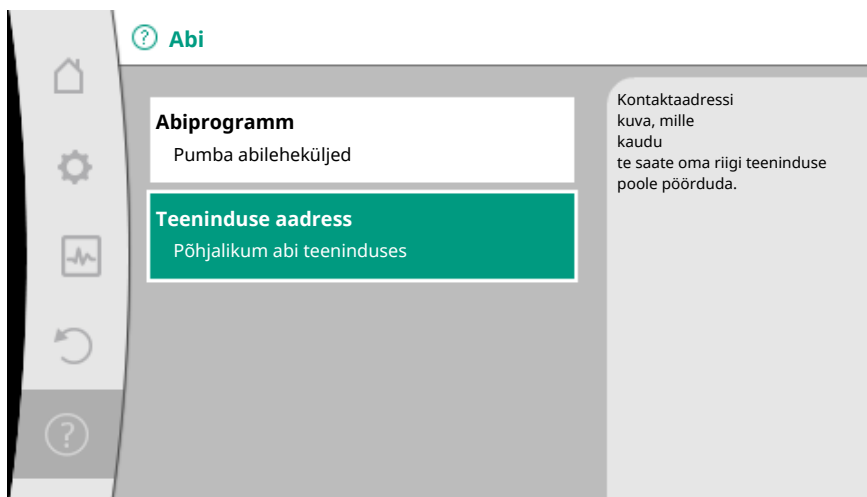 Abi
Abiprogramm
Pumba abileheküljed
Teeninduse aadress
Põhjalikum abi teeninduses
Kontaktaadressi
kuva, mille
kaudu
te saate oma riigi teeninduse
poole pöörduda.